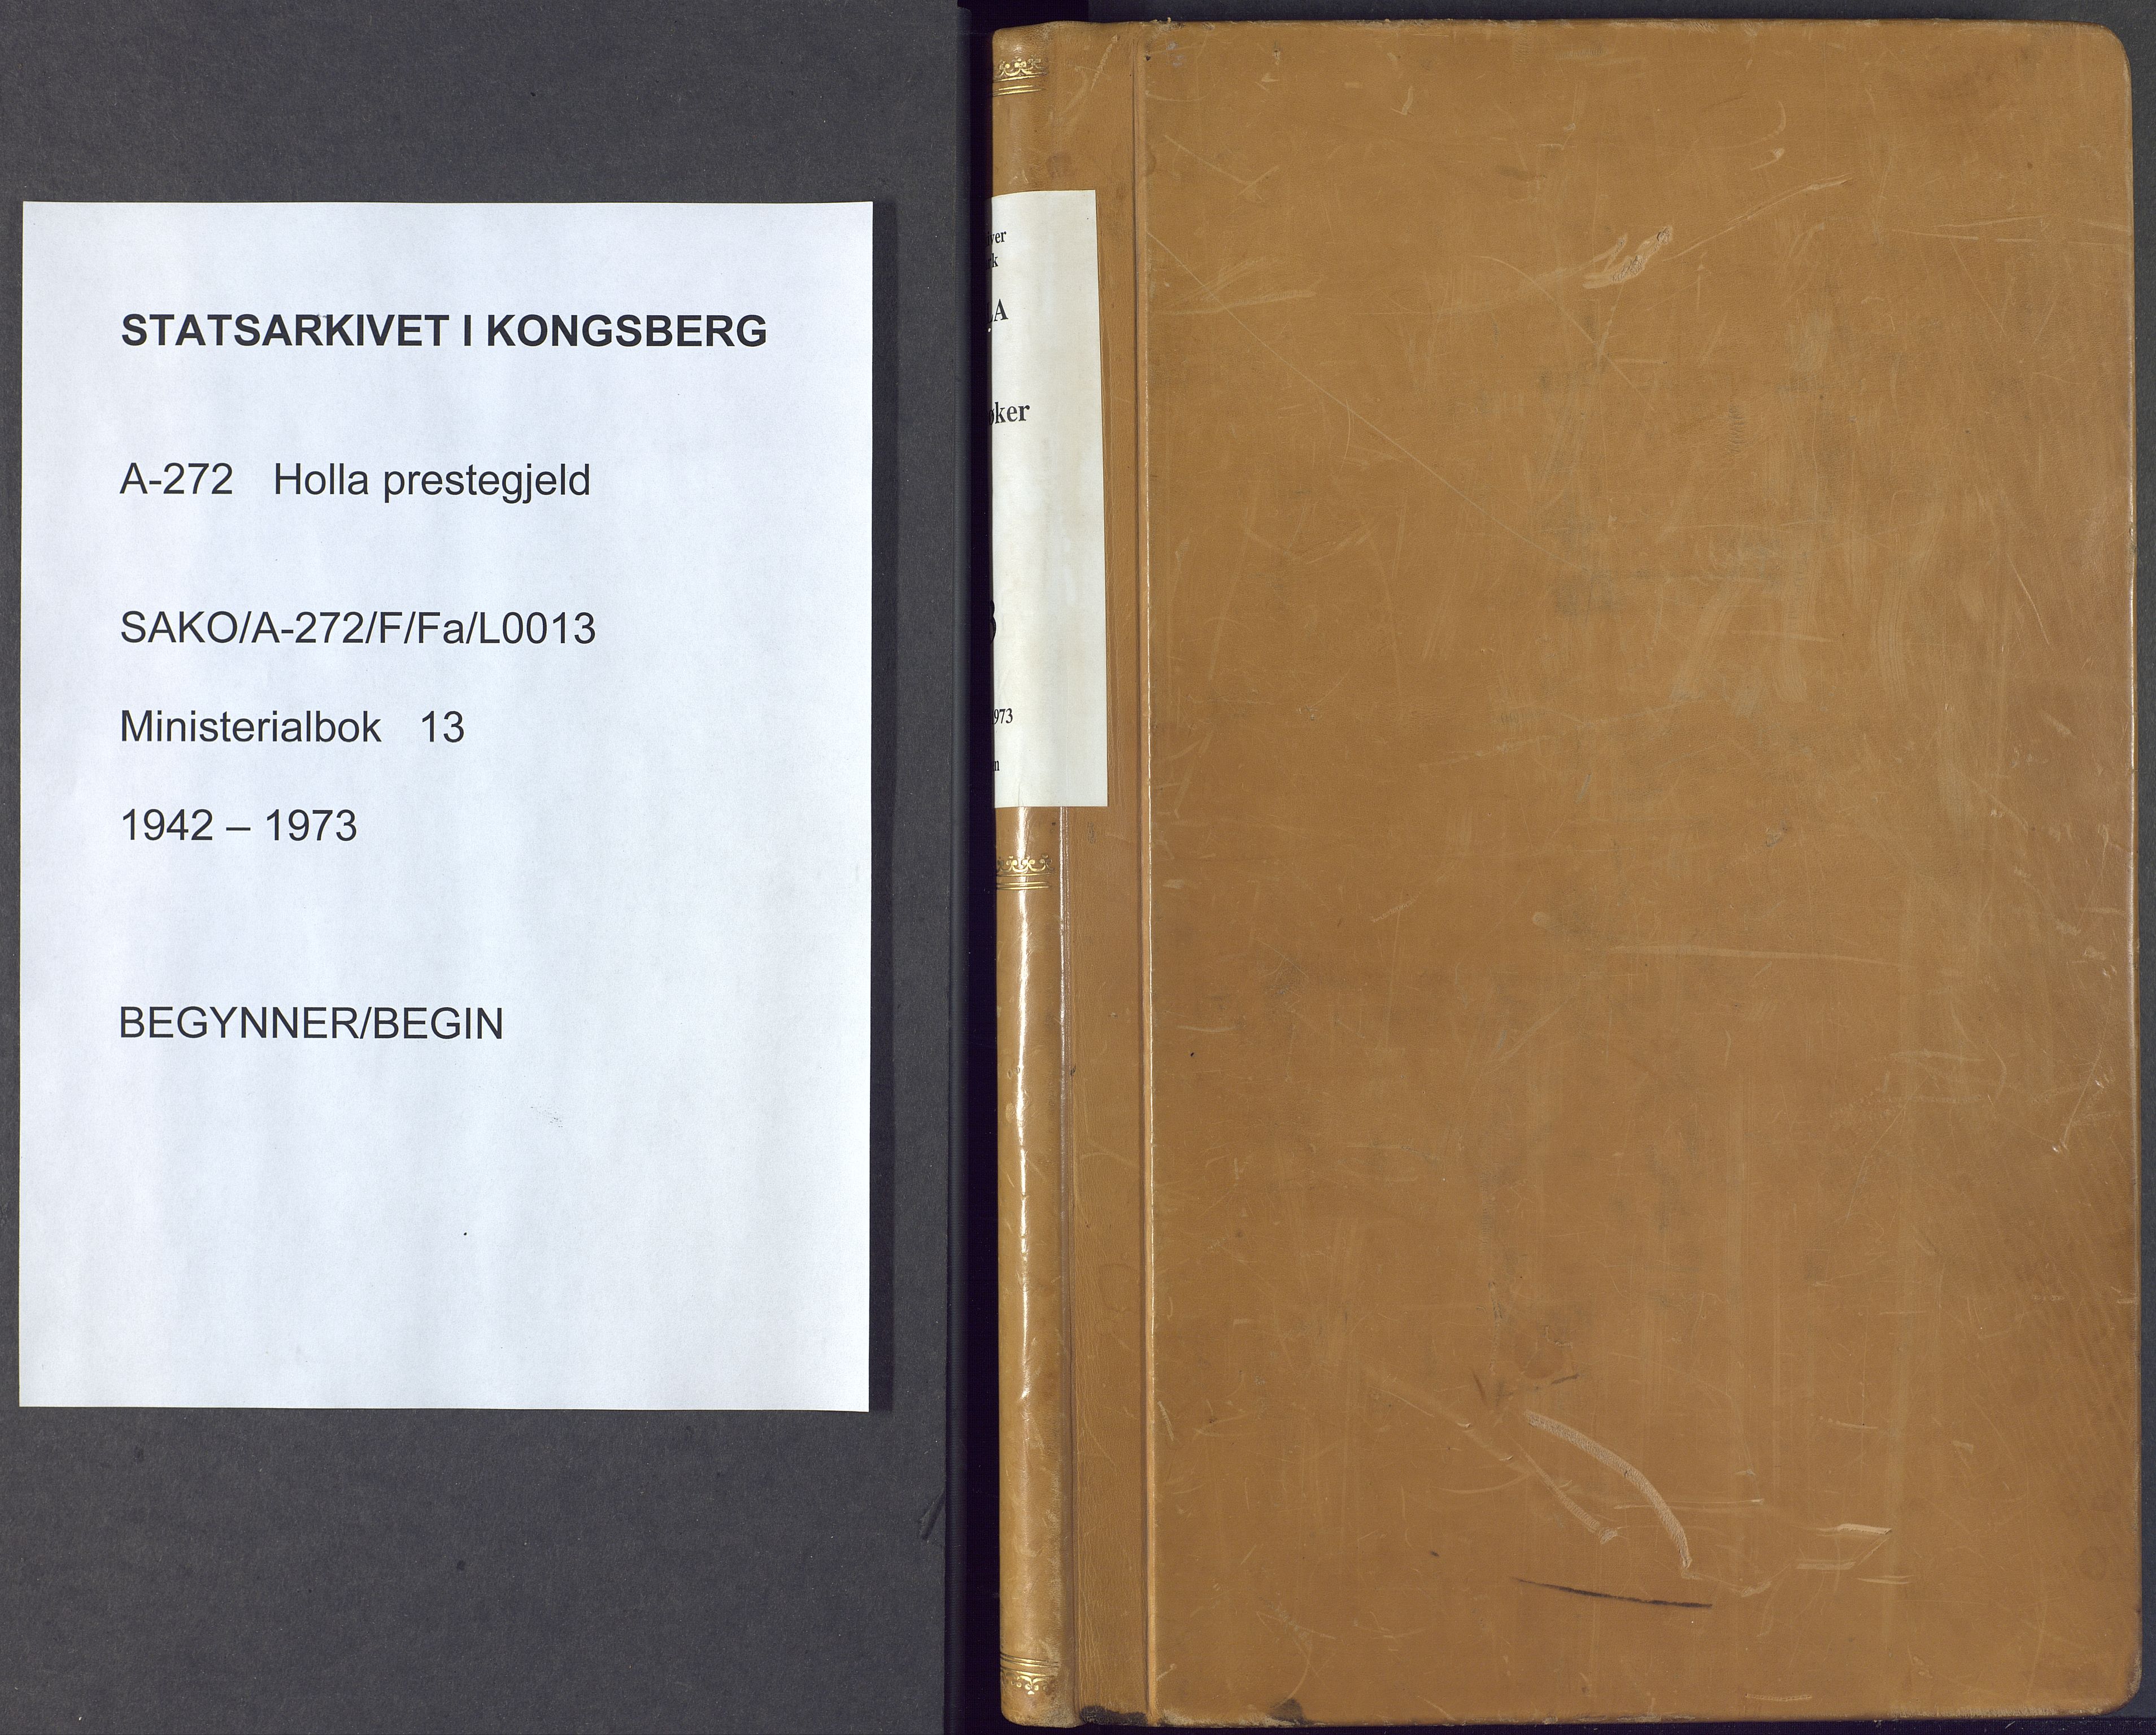 STATSARKIVET I KONGSBERG
A-272 Holla prestegjeld
SAKO/A-272/F/Fa/L0013
Ministerialbok 13
1942 – 1973
BEGYNNER/BEGIN